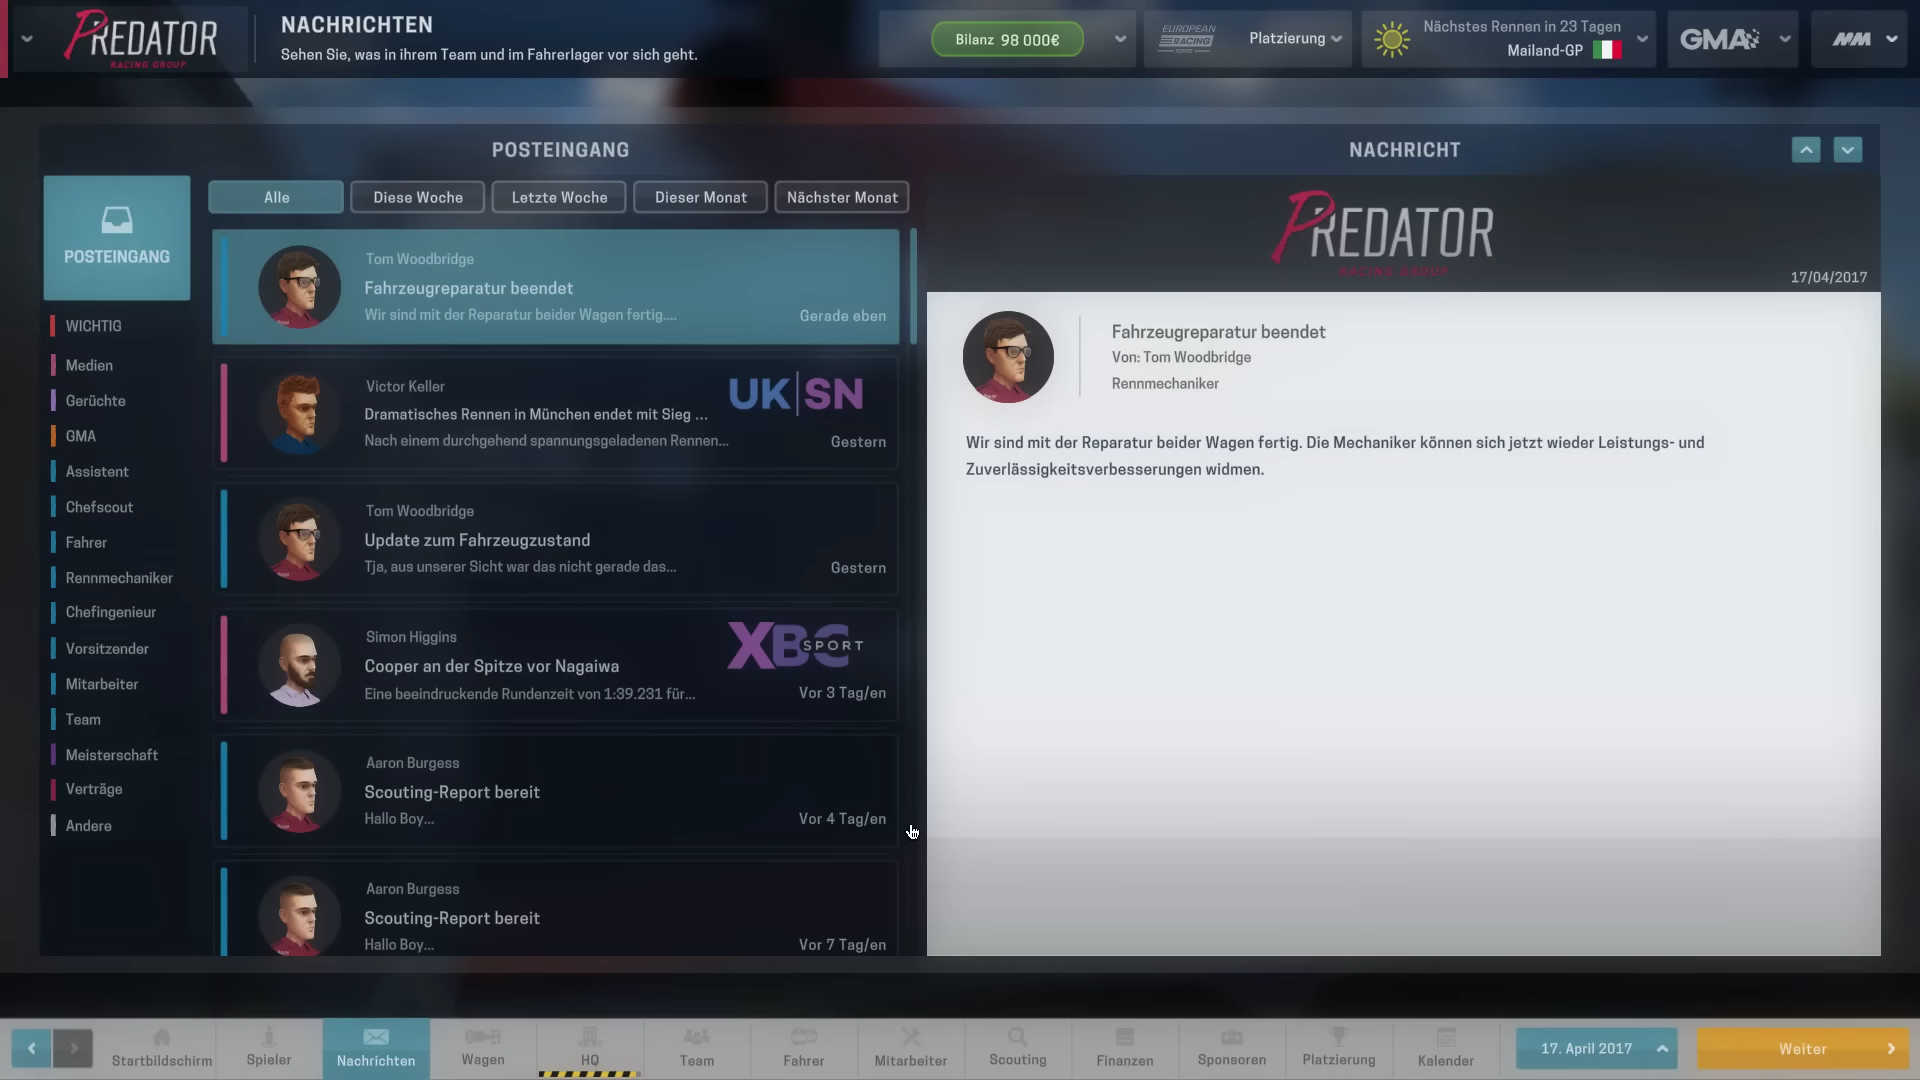 PREDATOR
RACING GROUP
NACHRICHTEN
Sehen Sie, was in ihrem Team und im Fahrerlager vor sich geht.
Bilanz 98 000€
EUROPEAN
RACING
Platzierung
Nächstes Rennen in 23 Tagen
Mailand-GP
GMA
POSTEINGANG
NACHRICHT
POSTEINGANG
WICHTIG
Medien
Gerüchte
GMA
Assistent
Chefscout
Fahrer
Rennmechaniker
Chefingenieur
Vorsitzender
Mitarbeiter
Team
Meisterschaft
Verträge
Andere
Alle
Diese Woche
Letzte Woche
Dieser Monat
Nächster Monat
Tom Woodbridge
Fahrzeugreparatur beendet
Wir sind mit der Reparatur beider Wagen fertig....
Gerade eben
Victor Keller
UK|SN
Dramatisches Rennen in München endet mit Sieg ...
Nach einem durchgehend spannungsgeladenen Rennen...
Gestern
Tom Woodbridge
Update zum Fahrzeugzustand
Tja, aus unserer Sicht war das nicht gerade das...
Gestern
Simon Higgins
XBC SPORT
Cooper an der Spitze vor Nagaiwa
Eine beeindruckende Rundenzeit von 1:39.231 für...
Vor 3 Tag/en
Aaron Burgess
Scouting-Report bereit
Hallo Boy...
Vor 4 Tag/en
Aaron Burgess
Scouting-Report bereit
Hallo Boy...
Vor 7 Tag/en
PREDATOR
RACING GROUP
17/04/2017
Fahrzeugreparatur beendet
Von: Tom Woodbridge
Rennmechaniker
Wir sind mit der Reparatur beider Wagen fertig. Die Mechaniker können sich jetzt wieder Leistungs- und
Zuverlässigkeitsverbesserungen widmen.
Startbildschirm
Spieler
Nachrichten
Wagen
HQ
Team
Fahrer
Mitarbeiter
Scouting
Finanzen
Sponsoren
Platzierung
Kalender
17. April 2017
Weiter